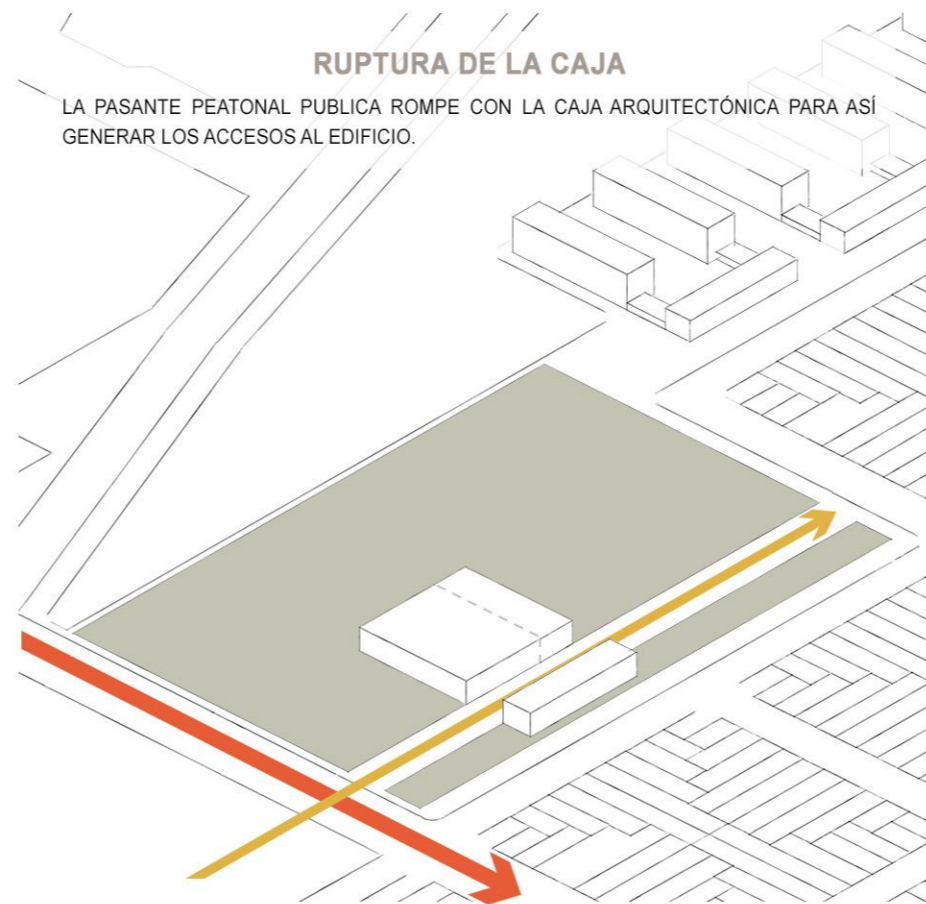 RUPTURA DE LA CAJA
LA PASANTE PEATONAL PUBLICA ROMPE CON LA CAJA ARQUITECTÓNICA PARA ASÍ
GENERAR LOS ACCESOS AL EDIFICIO.